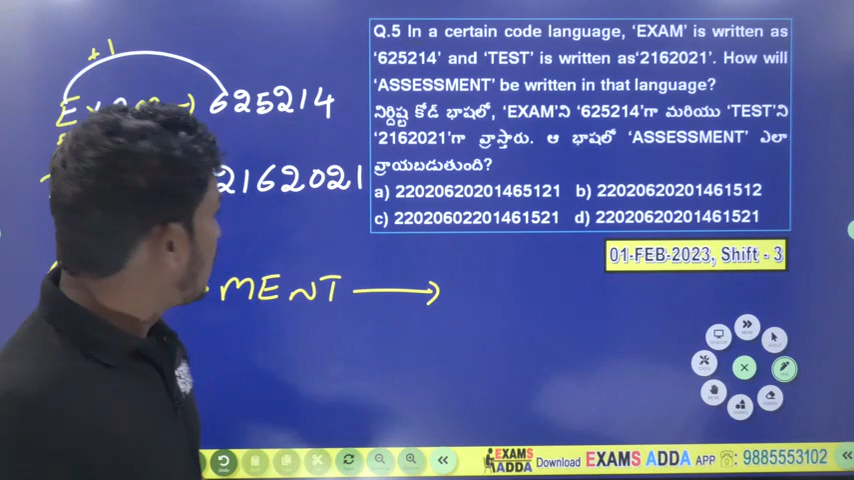 Q.5 In a certain code language, ‘EXAM’ is written as
‘625214’ and ‘TEST’ is written as‘2162021’. How will
‘ASSESSMENT’ be written in that language?
నిర్దిష్ట కోడ్ భాషలో, ‘EXAM’ని ‘625214’గా మరియు ‘TEST’ని
‘2162021’గా వ్రాస్తారు. ఆ భాషలో ‘ASSESSMENT’ ఎలా
వ్రాయబడుతుంది?
a) 22020620201465121 b) 22020620201461512
c) 22020602201461521 d) 22020620201461521
01-FEB-2023, Shift - 3
+1
625214
2162021
MENT
EXAMS
ADDA
Download EXAMS ADDA APP : 9885553102